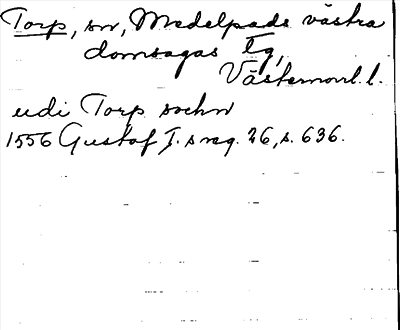 Torp, sn, Medelpads västra
domsagas tg,
Västernorrl. l.
udi Torp sochn
1556 Gustaf I:s reg. 26, s. 636.